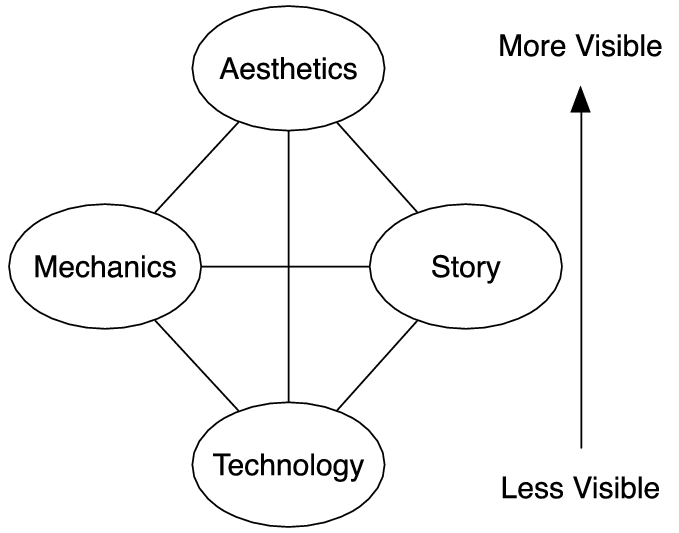 More Visible
Aesthetics
Mechanics
Story
Technology
Less Visible